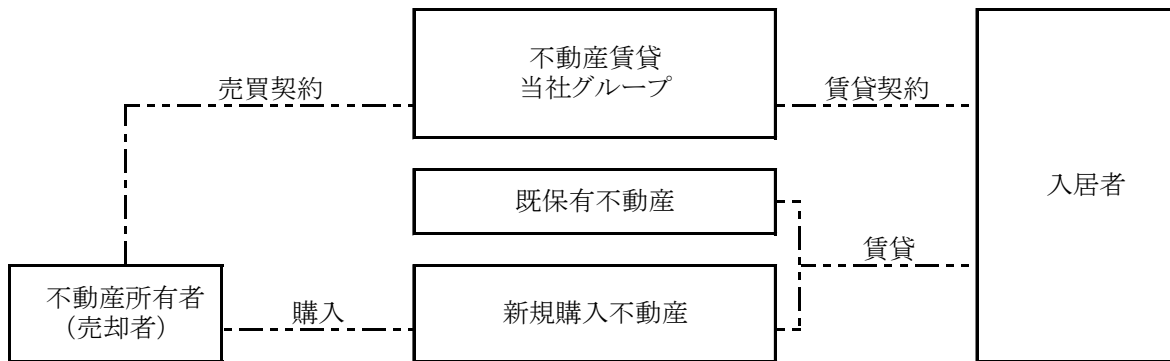 不動産賃貸
当社グループ
売買契約
賃貸契約
入居者
既保有不動産
賃貸
不動産所有者
（売却者）
購入
新規購入不動産